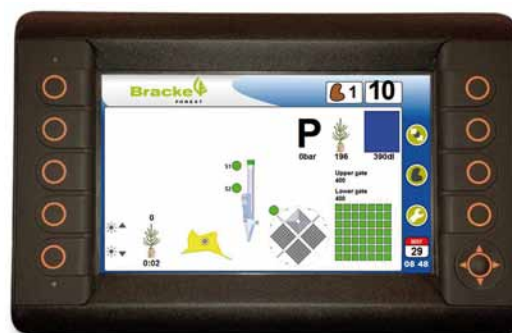 Bracke
FOREST
1 10
P
0bar 196 390dl
Upper gate
400
Lower gate
400
S1
S2
0
0:02
MAY
29
08 48